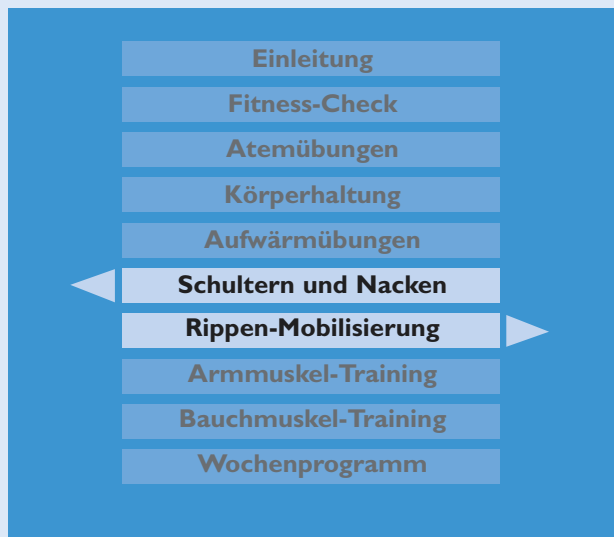 Einleitung
Fitness-Check
Atemübungen
Körperhaltung
Aufwärmübungen
Schultern und Nacken
Rippen-Mobilisierung
Armmuskel-Training
Bauchmuskel-Training
Wochenprogramm